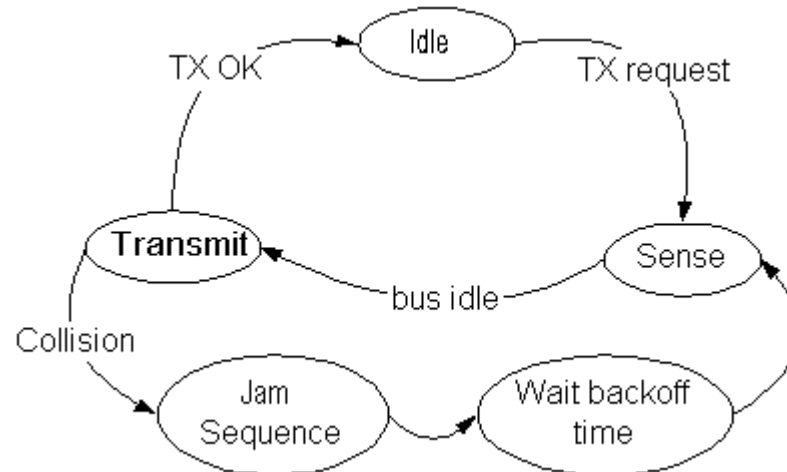 Idle
TX OK
TX request
Transmit
Sense
bus idle
Collision
Jam
Sequence
Wait backoff
time